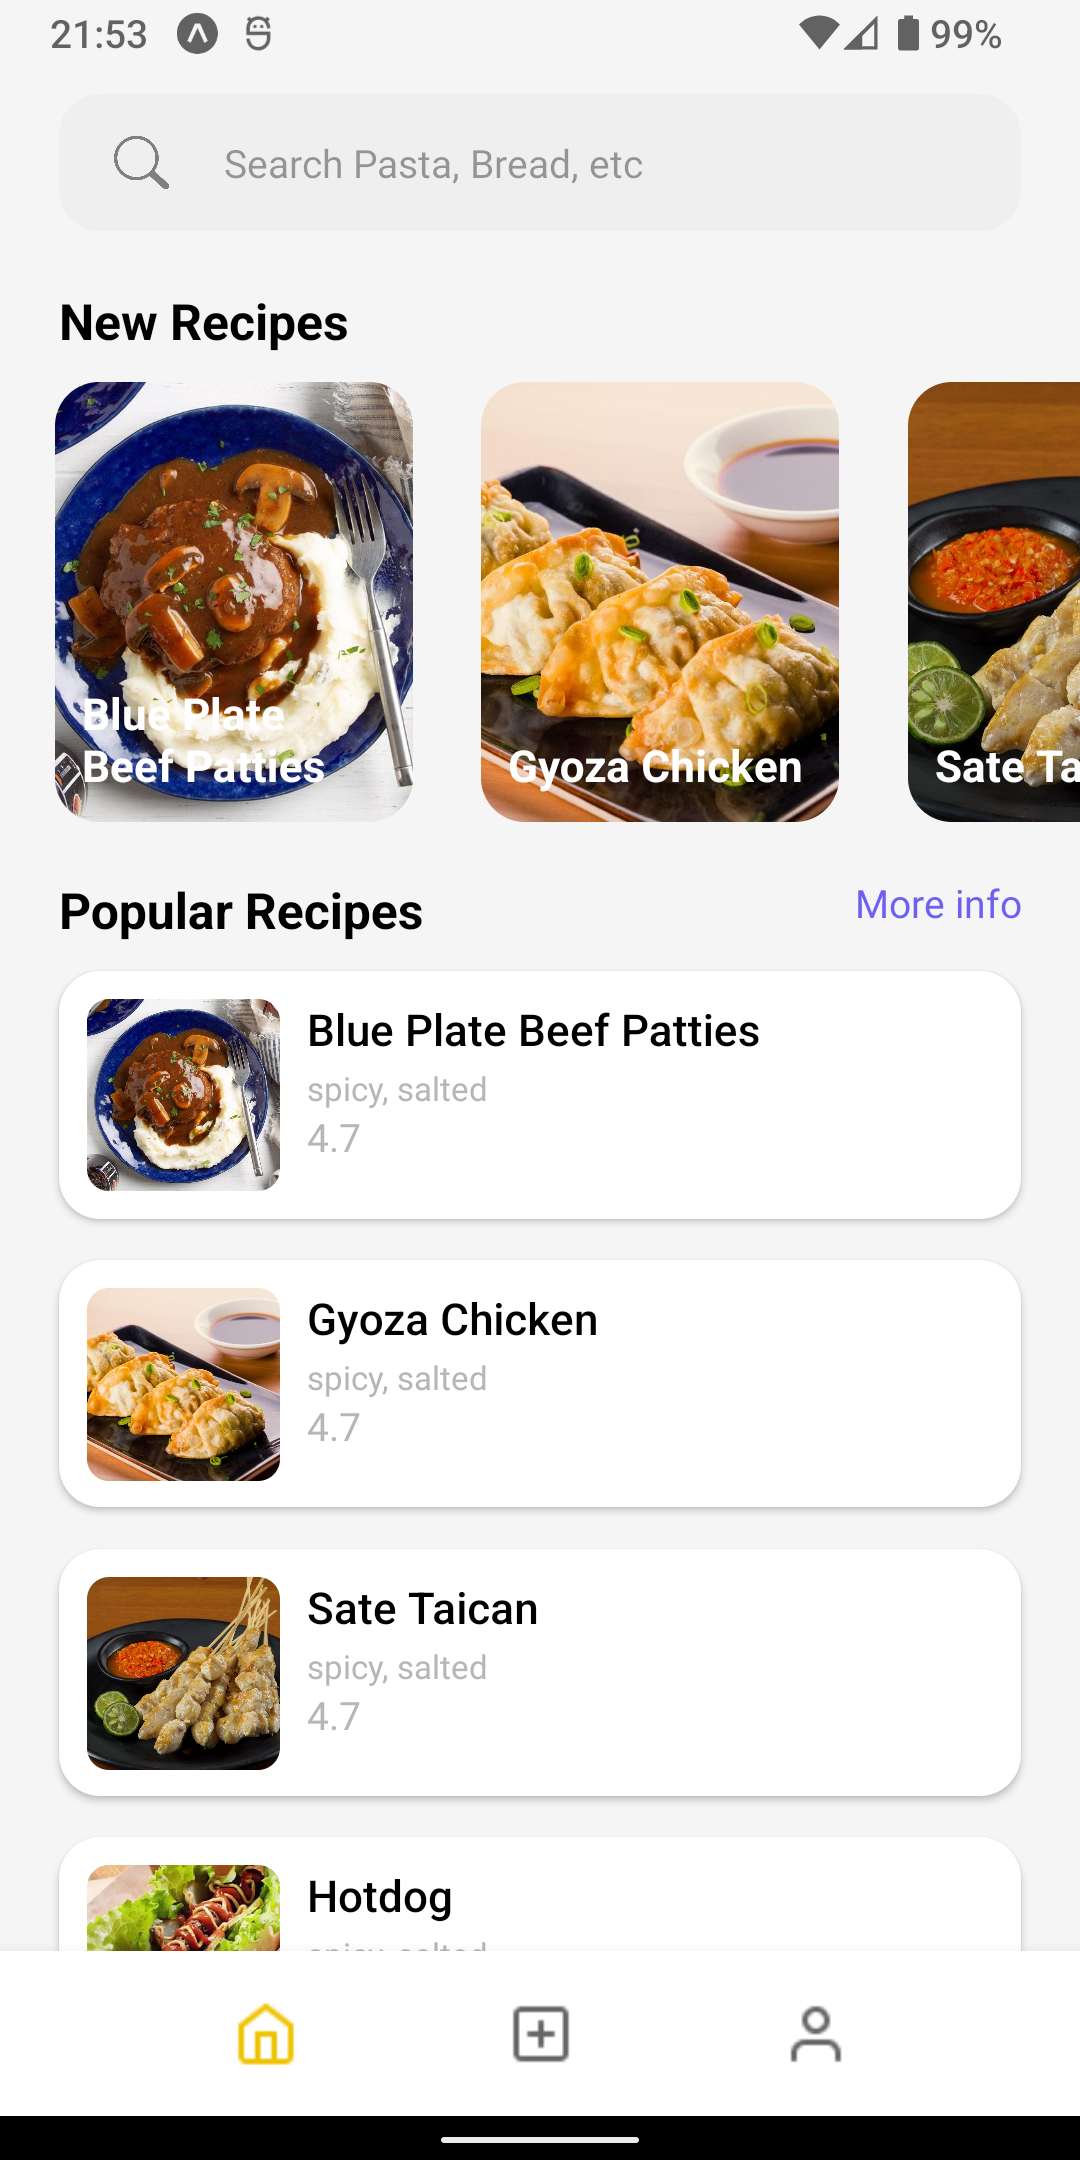 21:53
99%
Search Pasta, Bread, etc
New Recipes
Blue Plate
Beef Patties
Gyoza Chicken
Sate Ta
Popular Recipes
More info
Blue Plate Beef Patties
spicy, salted
4.7
Gyoza Chicken
spicy, salted
4.7
Sate Taican
spicy, salted
4.7
Hotdog
spicy, salted